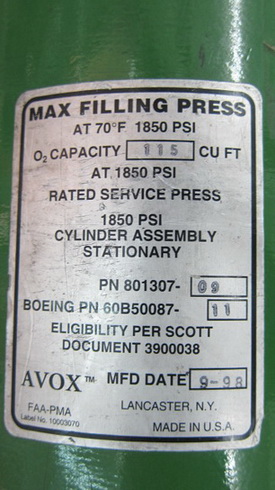 MAX FILLING PRESS
AT 70°F 1850 PSI
O2 CAPACITY 115 CU FT
AT 1850 PSI
RATED SERVICE PRESS
1850 PSI
CYLINDER ASSEMBLY
STATIONARY
PN 801307- 09
BOEING PN 60B50087- 11
ELIGIBILITY PER SCOTT
DOCUMENT 3900038
AVOX™ MFD DATE 9-98
FAA-PMA LANCASTER, N.Y.
Label No. 10003070 MADE IN U.S.A.